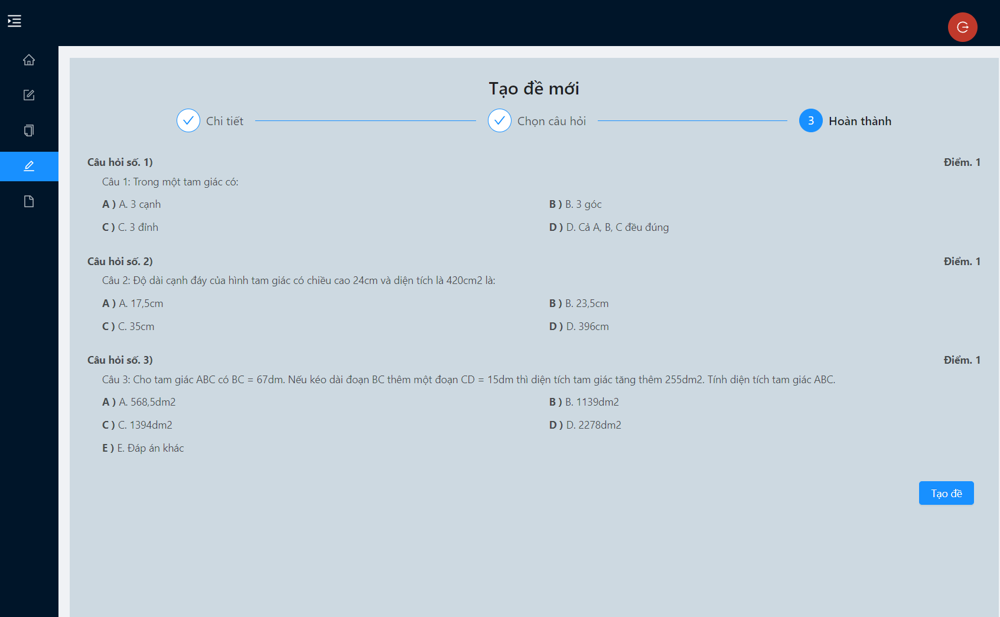 Tạo đề mới
Chi tiết
Chọn câu hỏi
3 Hoàn thành
Câu hỏi số. 1) Điểm. 1
Câu 1: Trong một tam giác có:
A ) A. 3 cạnh B ) B. 3 góc
C ) C. 3 đỉnh D ) D. Cả A, B, C đều đúng
Câu hỏi số. 2) Điểm. 1
Câu 2: Độ dài cạnh đáy của hình tam giác có chiều cao 24cm và diện tích là 420cm2 là:
A ) A. 17,5cm B ) B. 23,5cm
C ) C. 35cm D ) D. 396cm
Câu hỏi số. 3) Điểm. 1
Câu 3: Cho tam giác ABC có BC = 67dm. Nếu kéo dài đoạn BC thêm một đoạn CD = 15dm thì diện tích tam giác tăng thêm 255dm2. Tính diện tích tam giác ABC.
A ) A. 568,5dm2 B ) B. 1139dm2
C ) C. 1394dm2 D ) D. 2278dm2
E ) E. Đáp án khác
Tạo đề